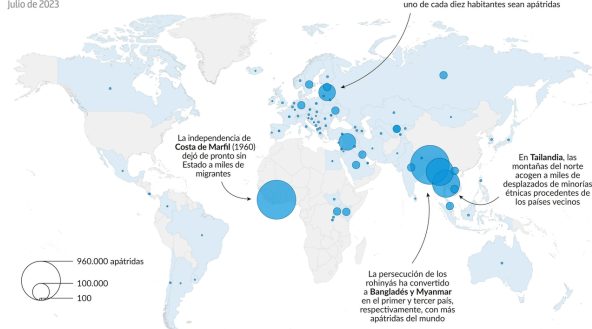 Julio de 2023
uno de cada diez habitantes sean apátridas
La independencia de
Costa de Marfil (1960)
dejó de pronto sin
Estado a miles de
migrantes
En Tailandia, las
montañas del norte
acogen a miles de
desplazados de minorías
étnicas procedentes de
los países vecinos
960.000 apátridas
100.000
100
La persecución de los
rohinyás ha convertido
a Bangladés y Myanmar
en el primer y tercer país,
respectivamente, con más
apátridas del mundo